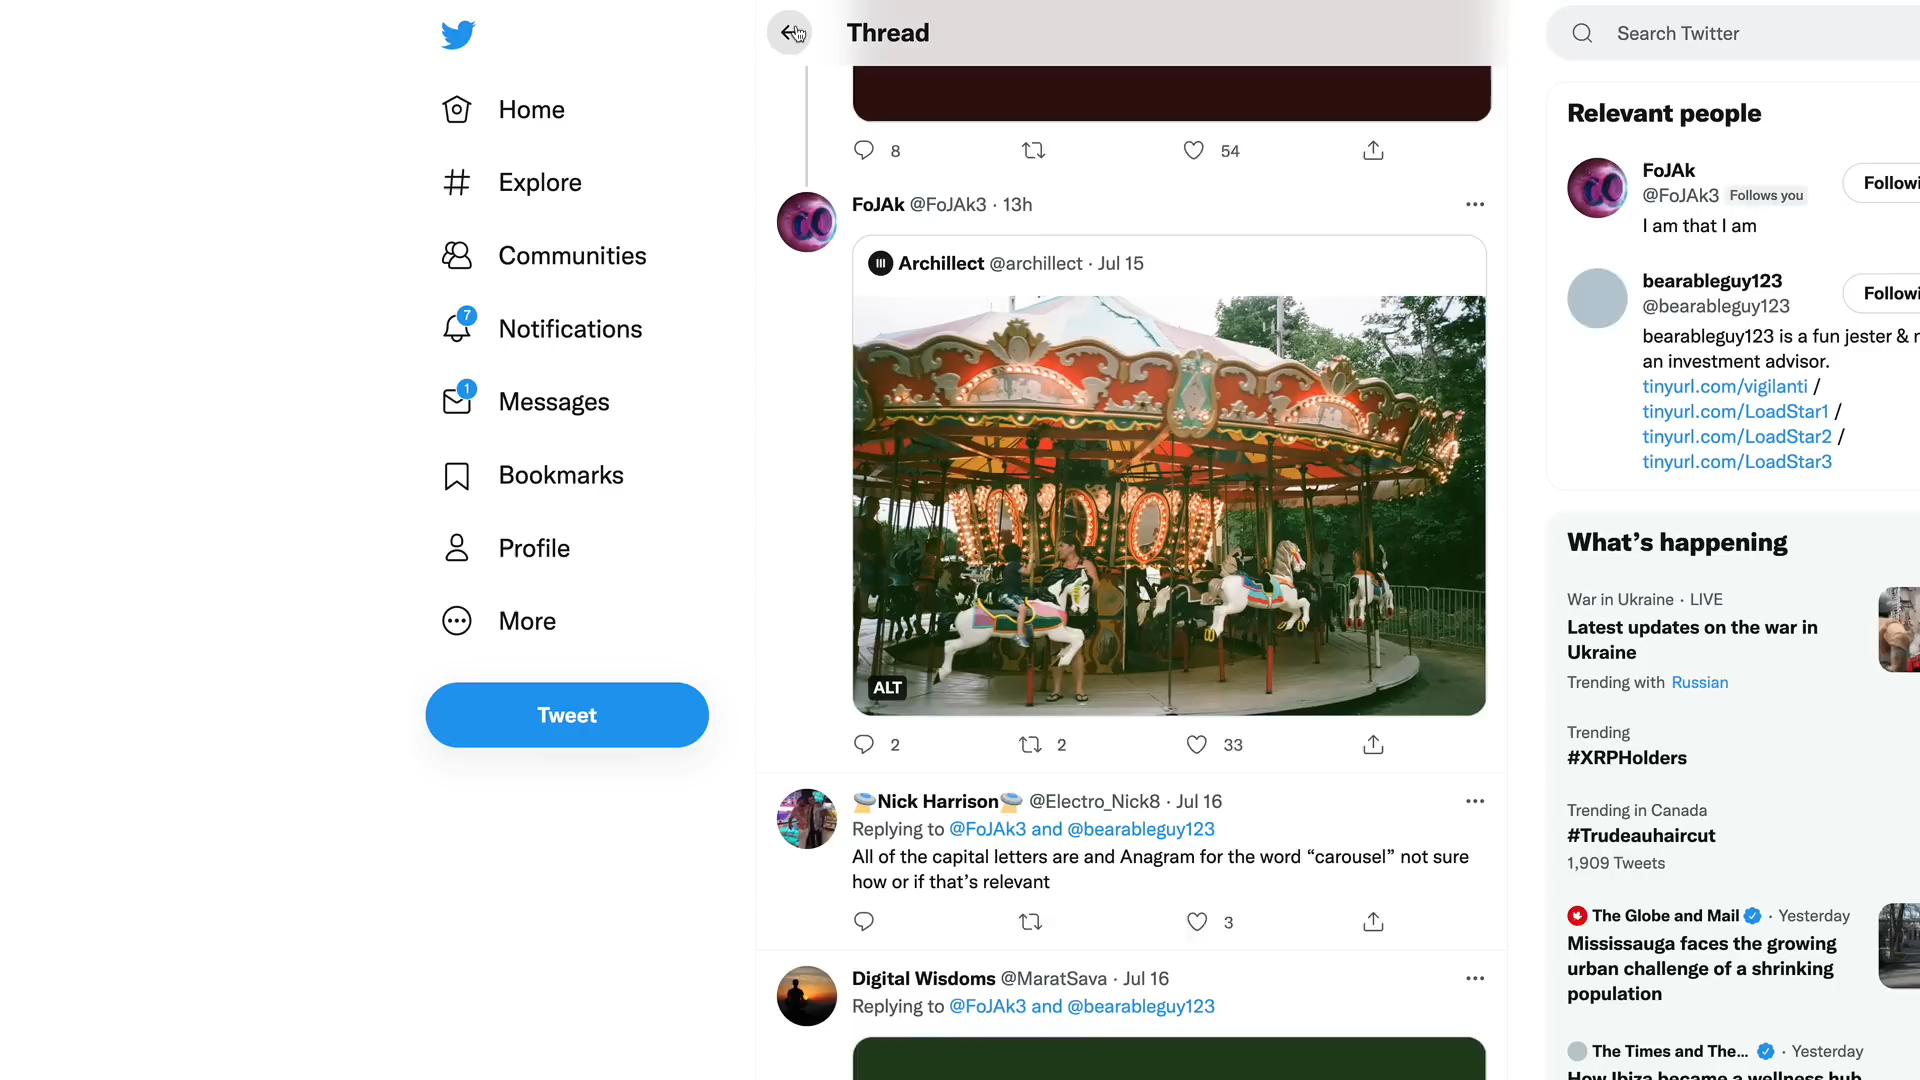 Home
Explore
Communities
7
Notifications
1
Messages
Bookmarks
Profile
More
Tweet
Thread
8
54
FoJAk @FoJAk3 · 13h
Archillect @archillect · Jul 15
ALT
2
2
33
Nick Harrison @Electro_Nick8 · Jul 16
Replying to @FoJAk3 and @bearableguy123
All of the capital letters are and Anagram for the word “carousel” not sure
how or if that’s relevant
3
Digital Wisdoms @MaratSava · Jul 16
Replying to @FoJAk3 and @bearableguy123
Search Twitter
Relevant people
FoJAk
@FoJAk3 Follows you
Followi
I am that I am
bearableguy123
@bearableguy123
Followi
bearableguy123 is a fun jester & r
an investment advisor.
tinyurl.com/vigilanti /
tinyurl.com/LoadStar1 /
tinyurl.com/LoadStar2 /
tinyurl.com/LoadStar3
What’s happening
War in Ukraine · LIVE
Latest updates on the war in
Ukraine
Trending with Russian
Trending
#XRPHolders
Trending in Canada
#Trudeauhaircut
1,909 Tweets
The Globe and Mail · Yesterday
Mississauga faces the growing
urban challenge of a shrinking
population
The Times and The... · Yesterday
How Ibiza became a wellness hub